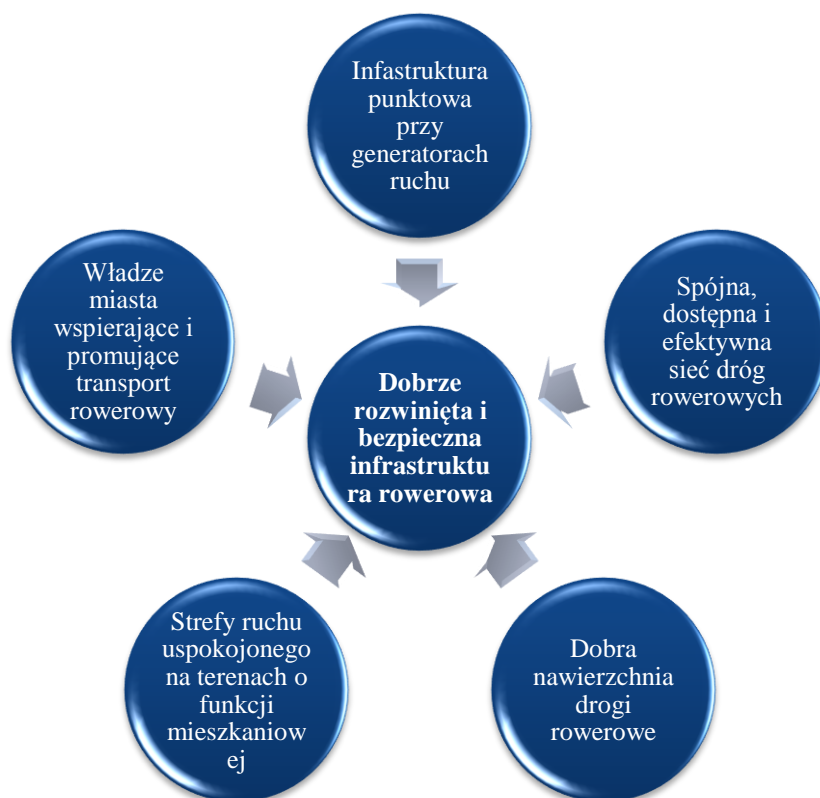 Infastruktura
punktowa
przy
generatorach
ruchu
Władze
miasta
wspierające i
promujące
transport
rowerowy
Spójna,
dostępna i
efektywna
sieć dróg
rowerowych
Dobrze
rozwinięta i
bezpieczna
infrastruktu
ra rowerowa
Strefy ruchu
uspokojonego
na terenach o
funkcji
mieszkaniow
ej
Dobra
nawierzchnia
drogi
rowerowe